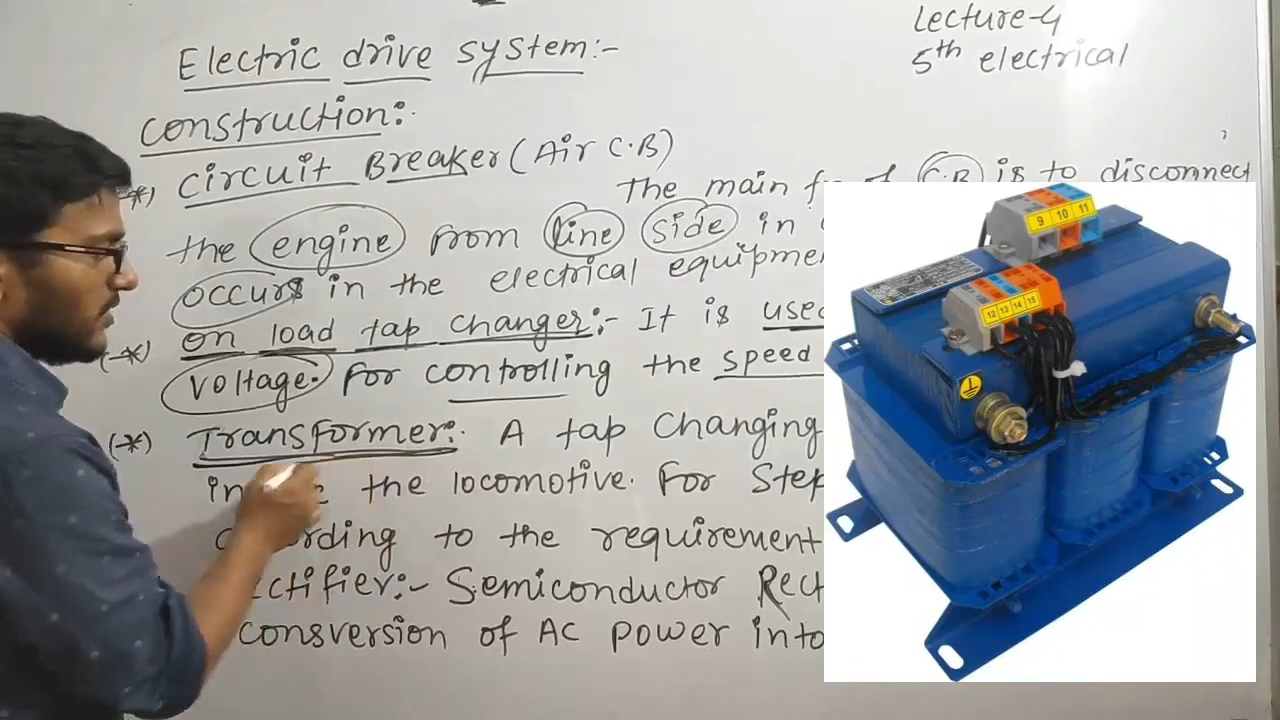 Lecture-4
5th electrical
Electric drive system:-
Construction:
(*) Circuit Breaker (Air C.B)
The main is to disconnect
the engine from line side in
occurs in the electrical
(*) on load tap changer:- It is used
voltage. For controlling the speed
(*) Transformer:. A tap changing
the locomotive. For Step
to the requirement
Semiconductor
consversion of AC power into
9 10 11
12 13 14 15